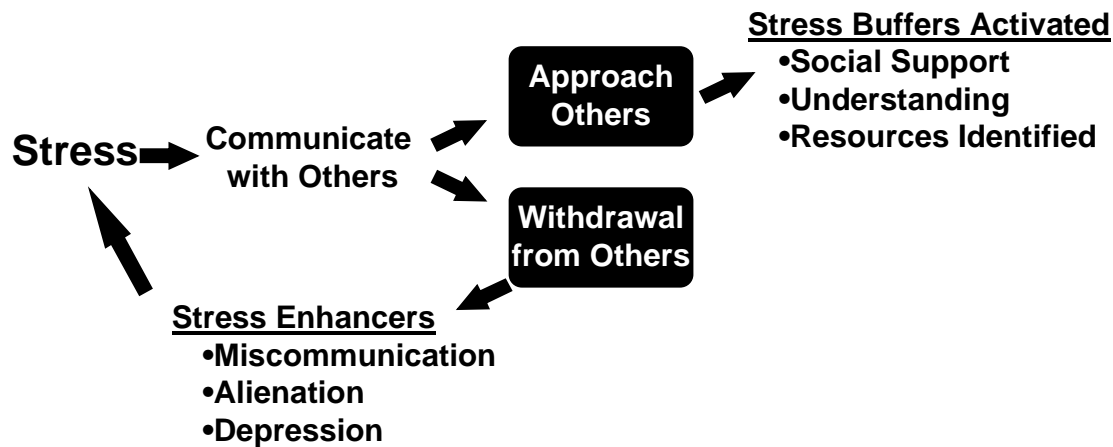 Stress Buffers Activated
•Social Support
•Understanding
•Resources Identified
Approach
Others
Stress
Communicate
with Others
Withdrawal
from Others
Stress Enhancers
•Miscommunication
•Alienation
•Depression